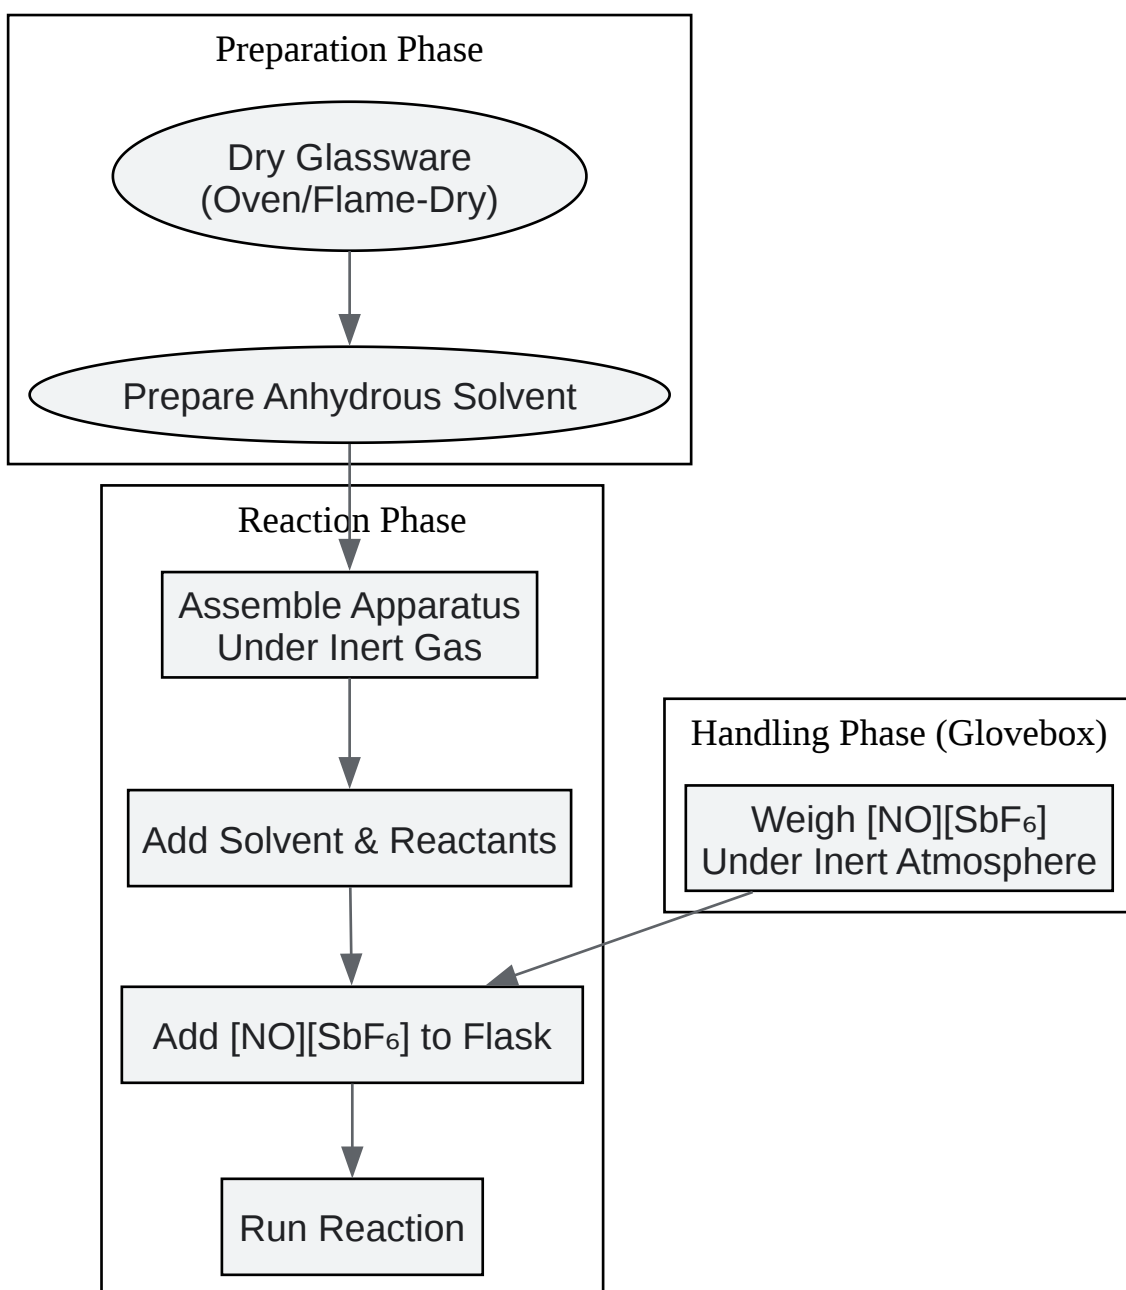 Preparation Phase
Dry Glassware
(Oven/Flame-Dry)
Prepare Anhydrous Solvent
Reaction Phase
Assemble Apparatus
Under Inert Gas
Add Solvent & Reactants
Handling Phase (Glovebox)
Weigh [NO][SbF₆]
Under Inert Atmosphere
Add [NO][SbF₆] to Flask
Run Reaction